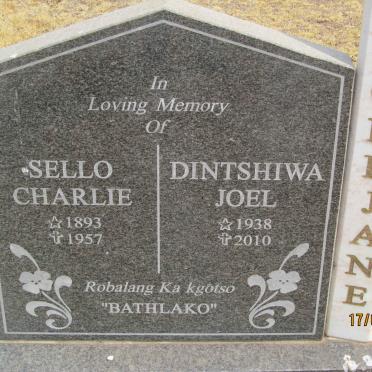 In
Loving Memory
Of
SELLO
CHARLIE
☆ 1893
✞ 1957
DINTSHIWA
JOEL
☆ 1938
✞ 2010
Robalang Ka kgotso
"BATHLAKO"